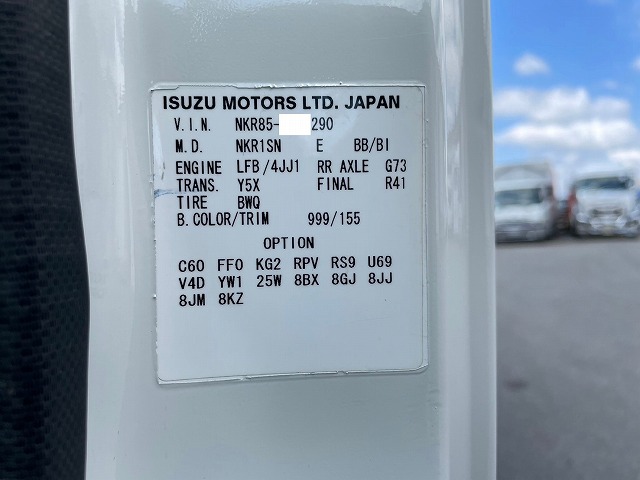 ISUZU MOTORS LTD. JAPAN
V.I.N. NKR85- 290
M.D. NKR1SN E BB/BI
ENGINE LFB/4JJ1 RR AXLE G73
TRANS. Y5X FINAL R41
TIRE BWQ
B.COLOR/TRIM 999/155
OPTION
C60 FF0 KG2 RPV RS9 U69
V4D YW1 25W 8BX 8GJ 8JJ
8JM 8KZ